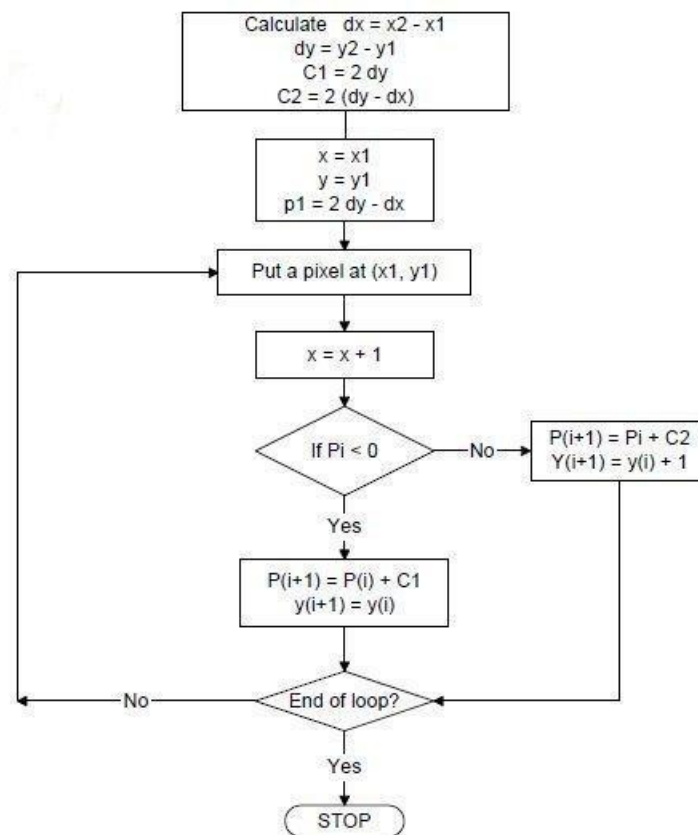 Calculate dx = x2 - x1
dy = y2 - y1
C1 = 2 dy
C2 = 2 (dy - dx)
x = x1
y = y1
p1 = 2 dy - dx
Put a pixel at (x1, y1)
x = x + 1
If Pi < 0
No
P(i+1) = Pi + C2
Y(i+1) = y(i) + 1
Yes
P(i+1) = P(i) + C1
y(i+1) = y(i)
No
End of loop?
Yes
STOP